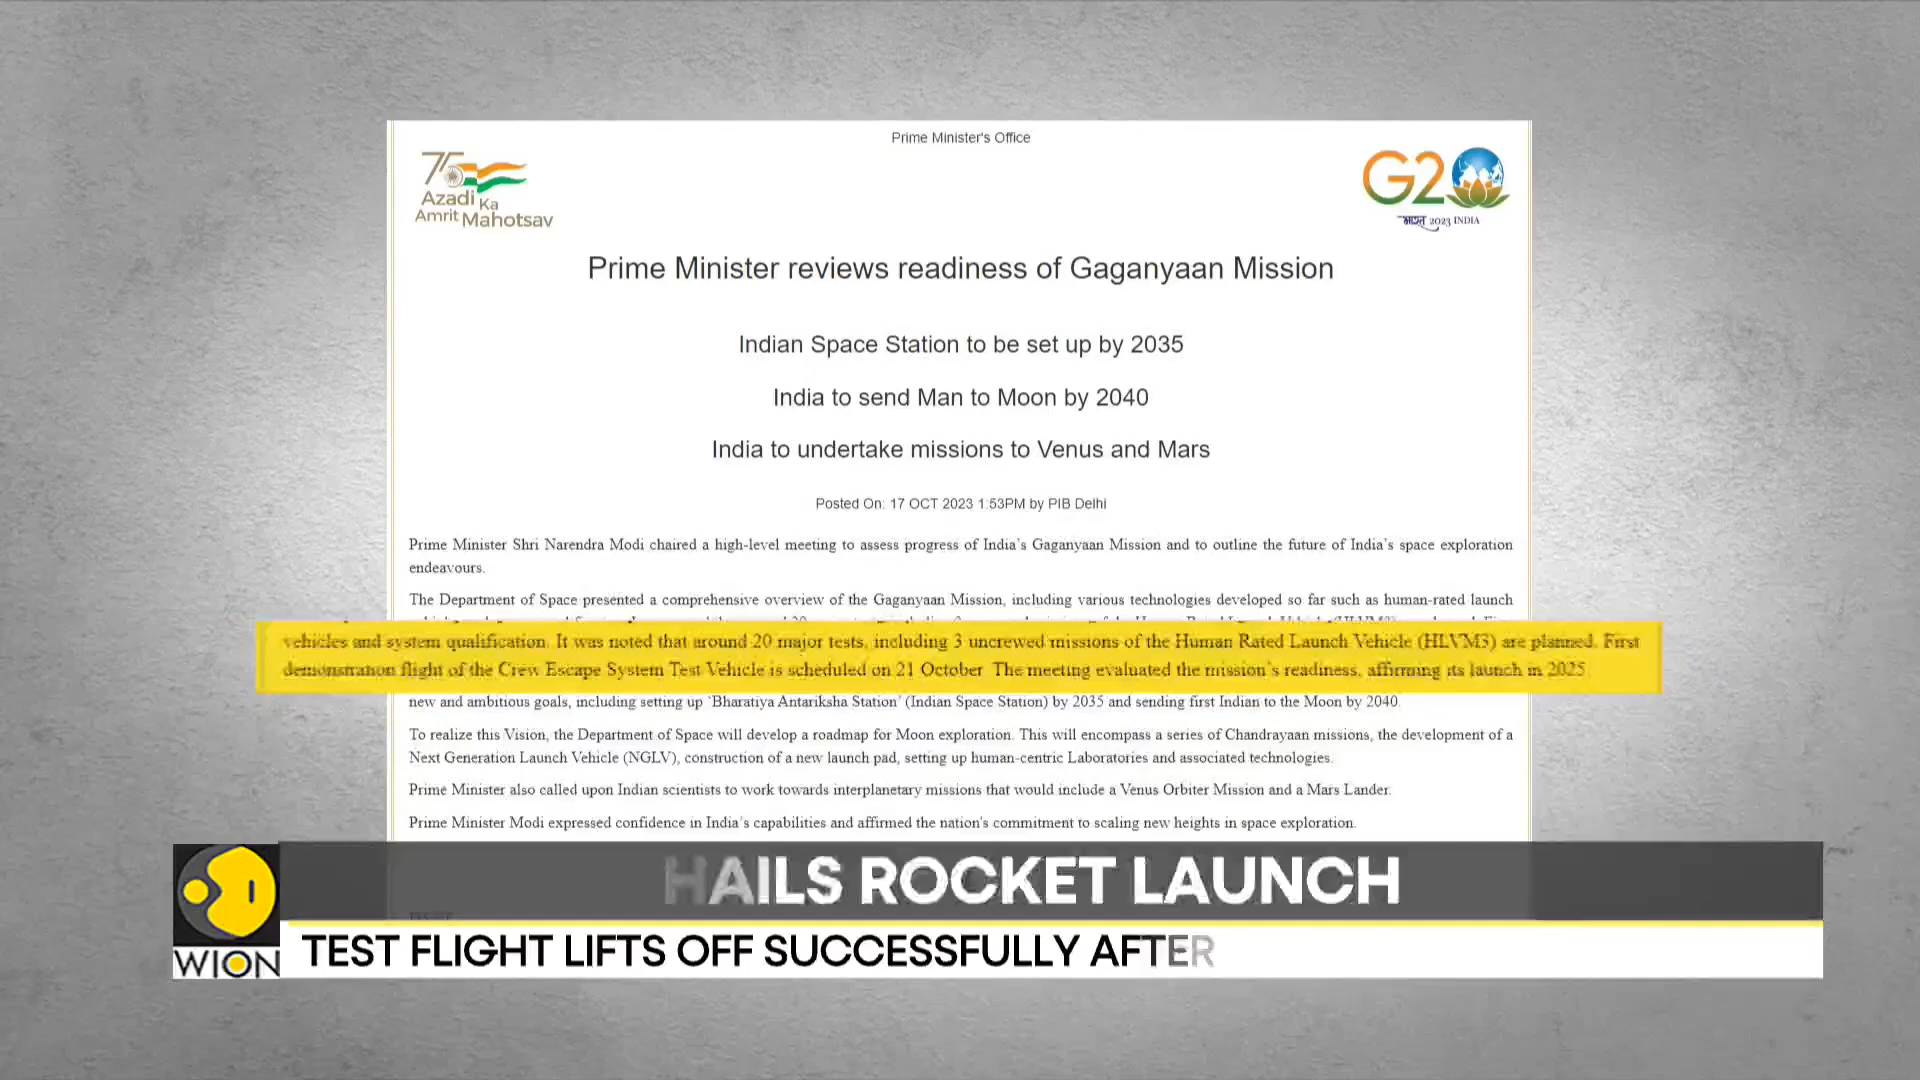 Prime Minister's Office
75
Azadi Ka
Amrit Mahotsav
G20
भारत 2023 INDIA
Prime Minister reviews readiness of Gaganyaan Mission
Indian Space Station to be set up by 2035
India to send Man to Moon by 2040
India to undertake missions to Venus and Mars
Posted On: 17 OCT 2023 1:53PM by PIB Delhi
Prime Minister Shri Narendra Modi chaired a high-level meeting to assess progress of India's Gaganyaan Mission and to outline the future of India's space exploration
endeavours.
The Department of Space presented a comprehensive overview of the Gaganyaan Mission, including various technologies developed so far such as human-rated launch
vehicles and system qualification. It was noted that around 20 major tests, including 3 uncrewed missions of the Human Rated Launch Vehicle (HLVM3) are planned. First
demonstration flight of the Crew Escape System Test Vehicle is scheduled on 21 October. The meeting evaluated the mission's readiness, affirming its launch in 2025.
new and ambitious goals, including setting up 'Bharatiya Antariksha Station' (Indian Space Station) by 2035 and sending first Indian to the Moon by 2040.
To realize this Vision, the Department of Space will develop a roadmap for Moon exploration. This will encompass a series of Chandrayaan missions, the development of a
Next Generation Launch Vehicle (NGLV), construction of a new launch pad, setting up human-centric Laboratories and associated technologies.
Prime Minister also called upon Indian scientists to work towards interplanetary missions that would include a Venus Orbiter Mission and a Mars Lander.
Prime Minister Modi expressed confidence in India's capabilities and affirmed the nation's commitment to scaling new heights in space exploration.
HAILS ROCKET LAUNCH
WION
TEST FLIGHT LIFTS OFF SUCCESSFULLY AFTER